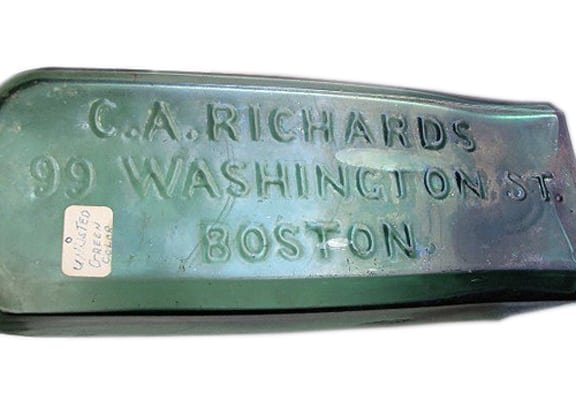 C.A.RICHARDS
99 WASHINGTON. ST.
BOSTON.
UNLISTED
GREEN
COLOR